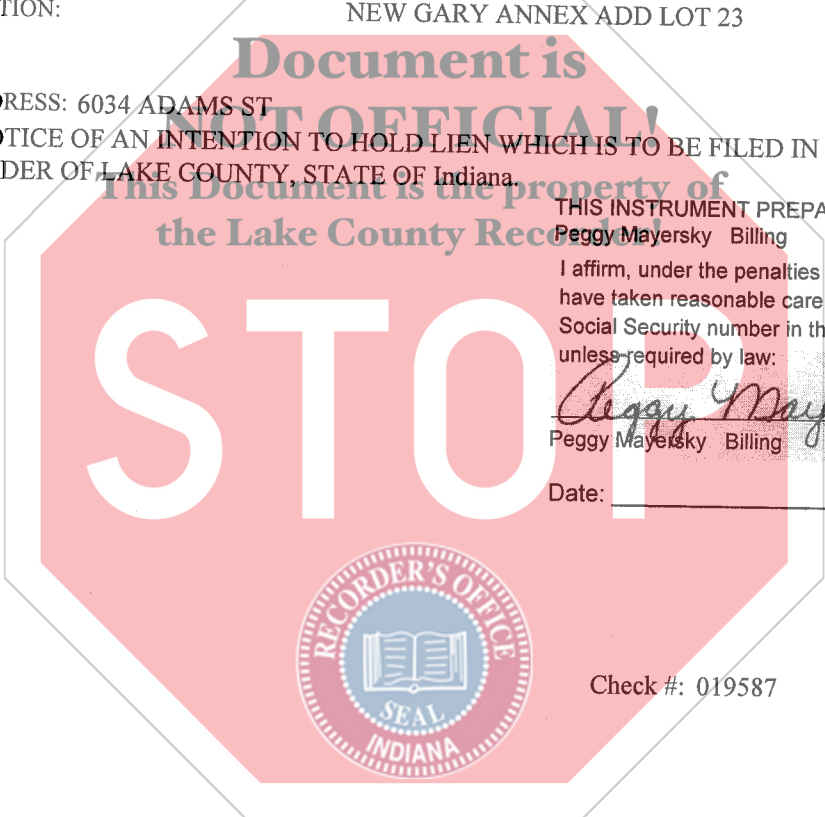 TION: NEW GARY ANNEX ADD LOT 23
Document is
RESS: 6034 ADAMS ST
NOT OFFICIAL!
TICE OF AN INTENTION TO HOLD LIEN WHICH IS TO BE FILED IN
DER OF LAKE COUNTY, STATE OF Indiana.
This Document is the property of
the Lake County Recorder!
THIS INSTRUMENT PREPA
Peggy Mayersky Billing
I affirm, under the penalties
have taken reasonable care
Social Security number in th
unless required by law:
Peggy May
Peggy Mayersky Billing
Date:
STOP
RECORDER'S OFFICE
SEAL
INDIANA
Check #: 019587